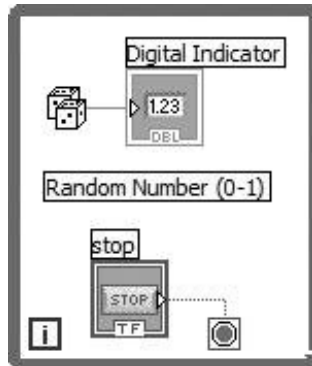 Digital Indicator
1.23
DBL
Random Number (0-1)
stop
STOP
TF
i